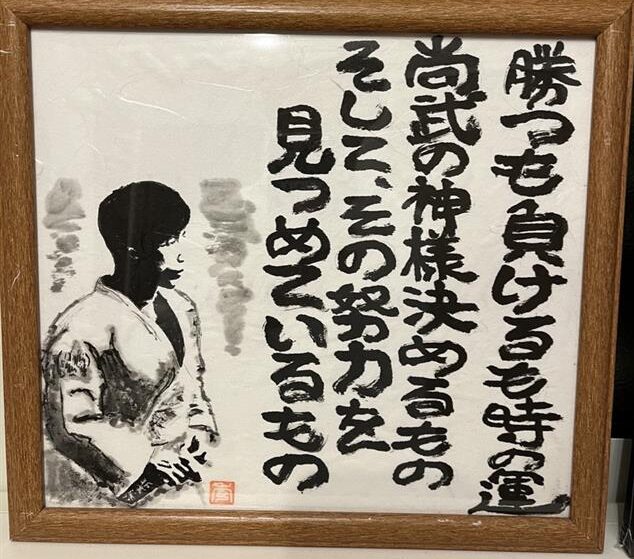 勝つも負けるも時の運
尚武の神様決めるもの
そして、その努力を
見つめているもの